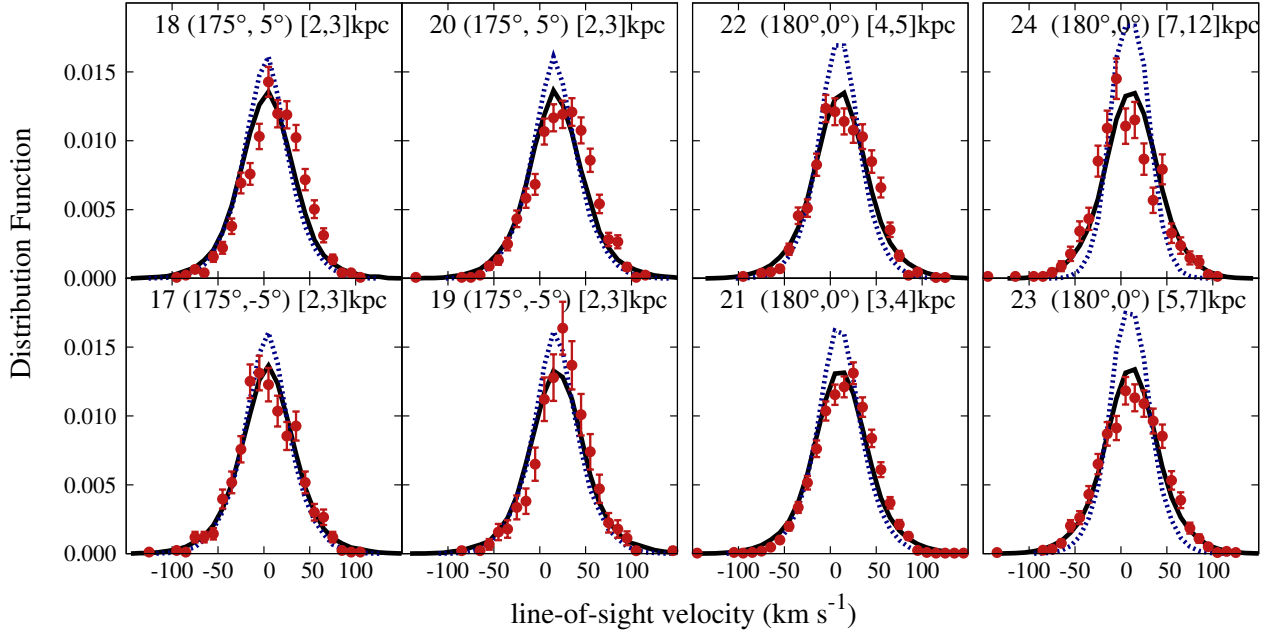 18 (175°, 5°) [2,3]kpc
20 (175°, 5°) [2,3]kpc
22 (180°,0°) [4,5]kpc
24 (180°,0°) [7,12]kpc
0.015
0.010
0.005
0.000
17 (175°,-5°) [2,3]kpc
19 (175°,-5°) [2,3]kpc
21 (180°,0°) [3,4]kpc
23 (180°,0°) [5,7]kpc
0.015
0.010
0.005
0.000
Distribution Function
-100 -50 0 50 100
-100 -50 0 50 100
-100 -50 0 50 100
-100 -50 0 50 100
line-of-sight velocity (km s⁻¹)